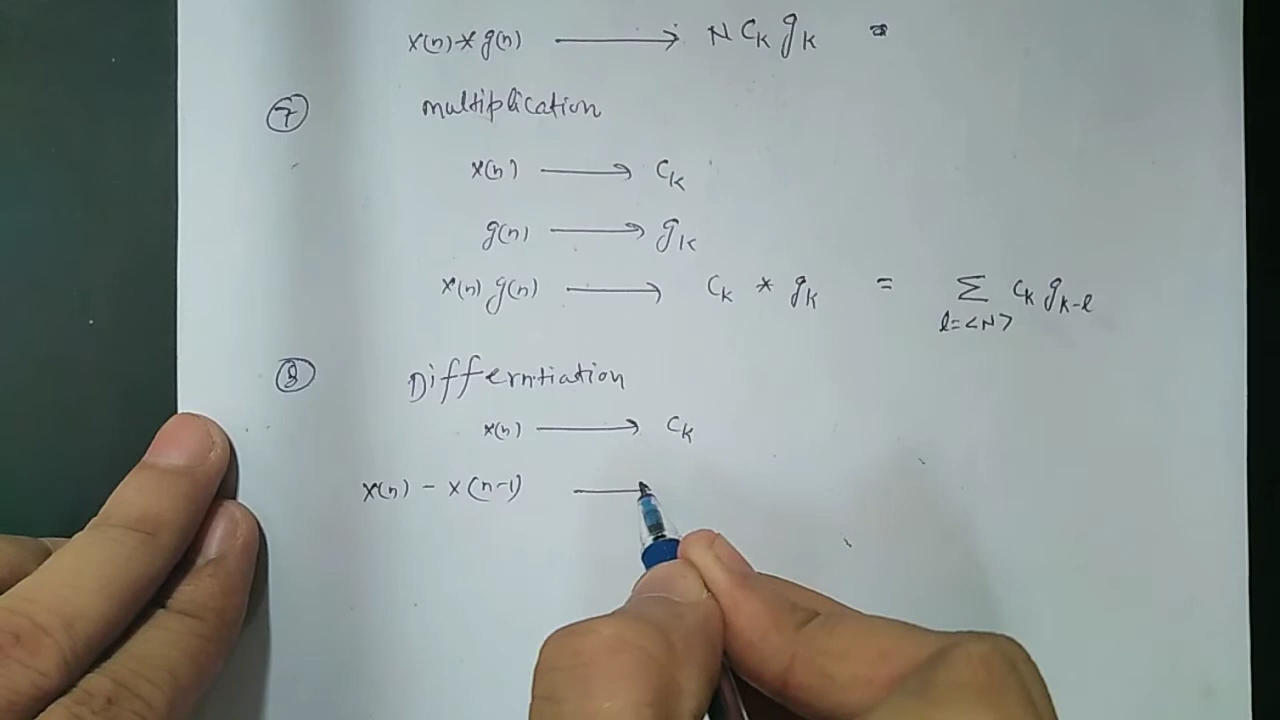 x(n) * g(n) ⟶ N C_K g_K =
⑦ multiplication
x(n) ⟶ C_K
g(n) ⟶ g_K
x(n) g(n) ⟶ C_K * g_K = Σ_{l=<N>} C_K g_{K-l}
⑧ Differntiation
x(n) ⟶ C_K
x(n) - x(n-1) —